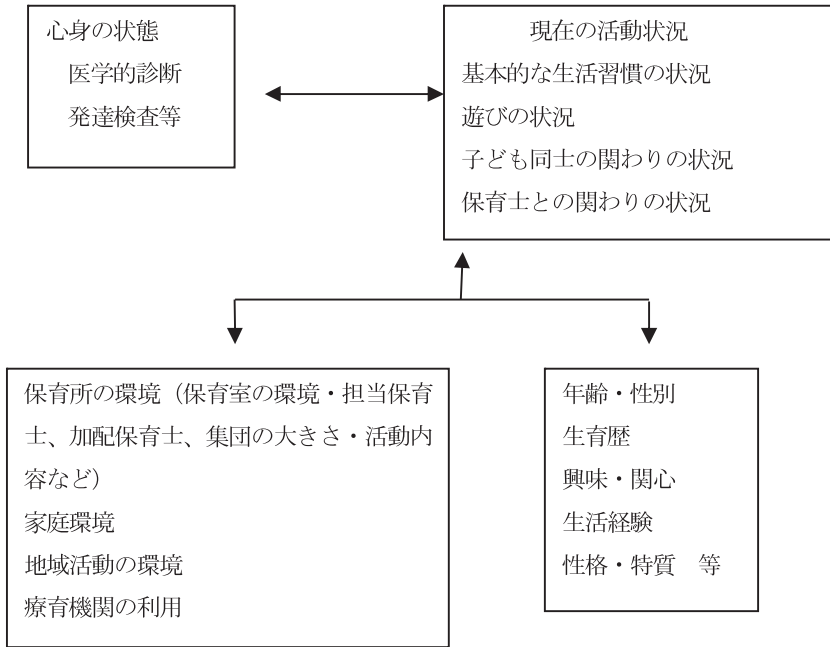 心身の状態
医学的診断
発達検査等
現在の活動状況
基本的な生活習慣の状況
遊びの状況
子ども同士の関わりの状況
保育士との関わりの状況
保育所の環境（保育室の環境・担当保育
士、加配保育士、集団の大きさ・活動内
容など）
家庭環境
地域活動の環境
療育機関の利用
年齢・性別
生育歴
興味・関心
生活経験
性格・特質　等